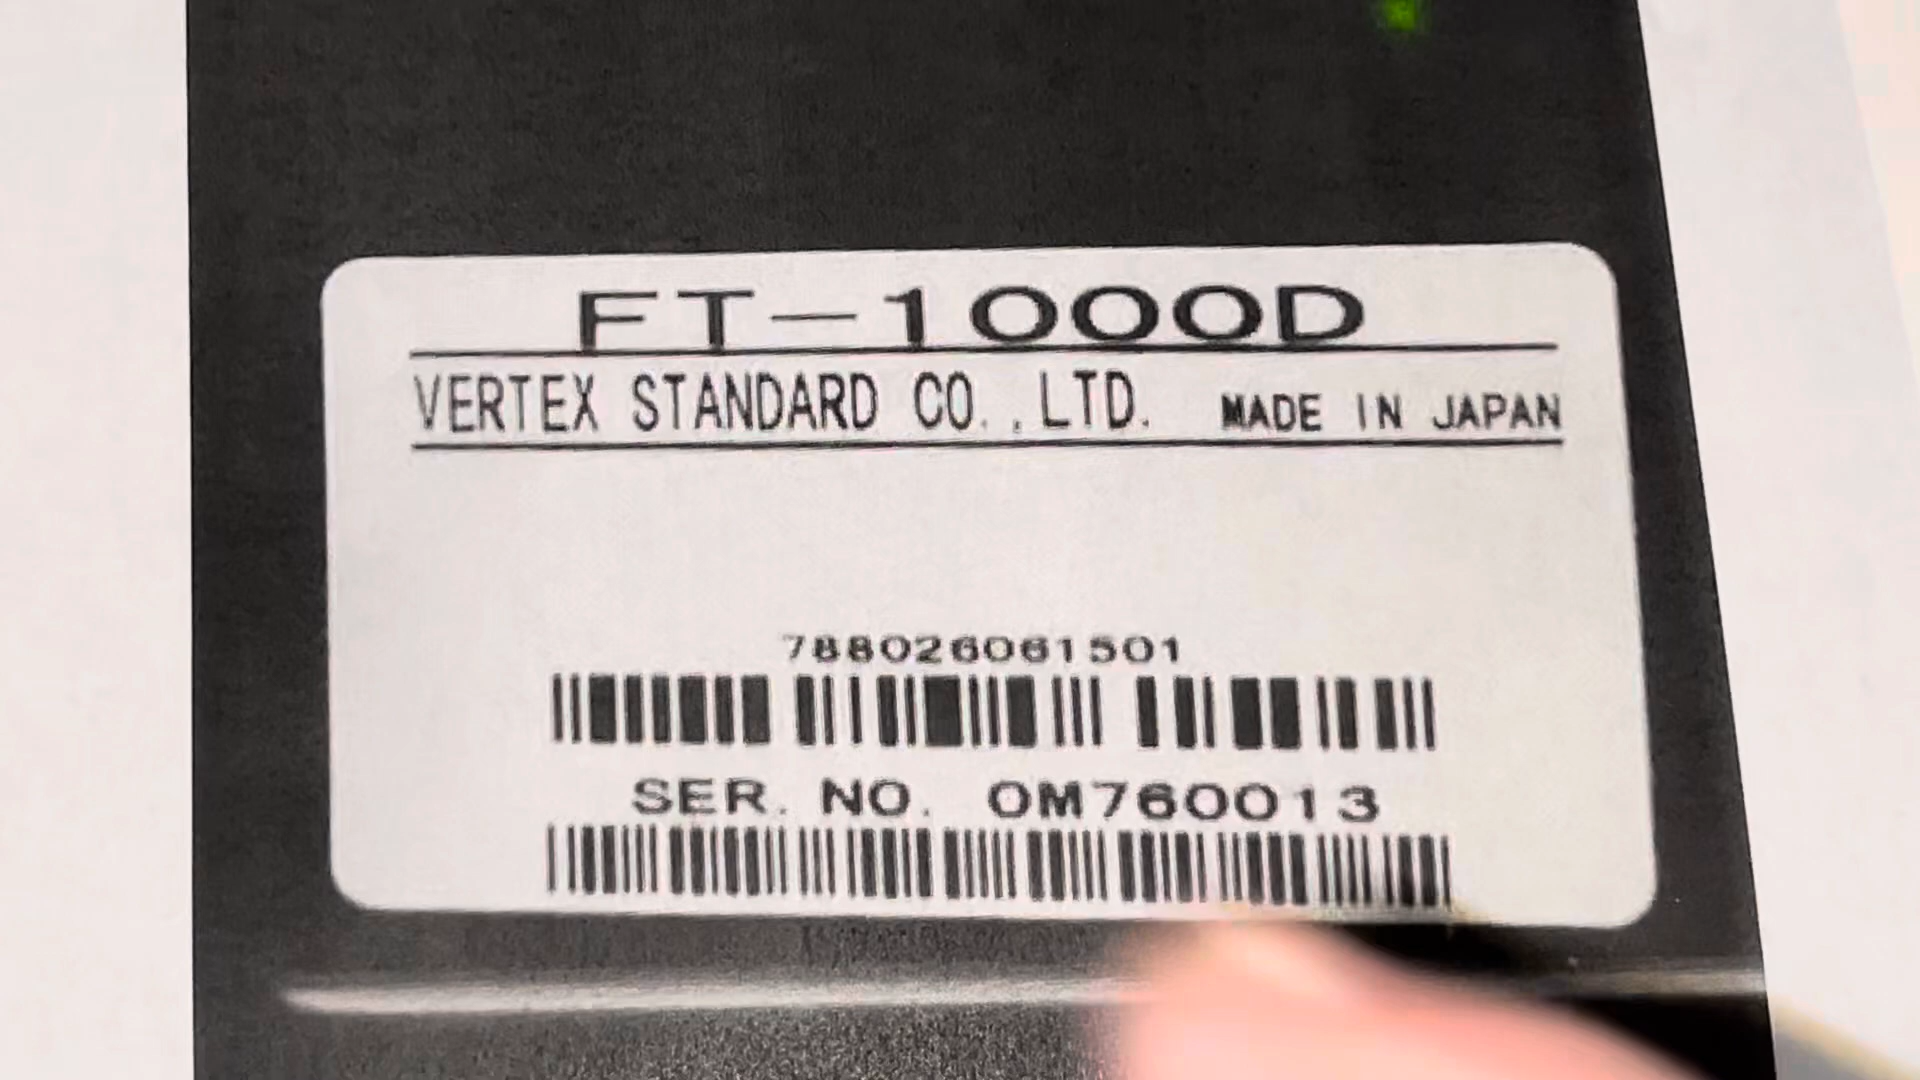 FT-1000D
VERTEX STANDARD CO.,LTD. MADE IN JAPAN
788026061501
SER. NO. 0M760013